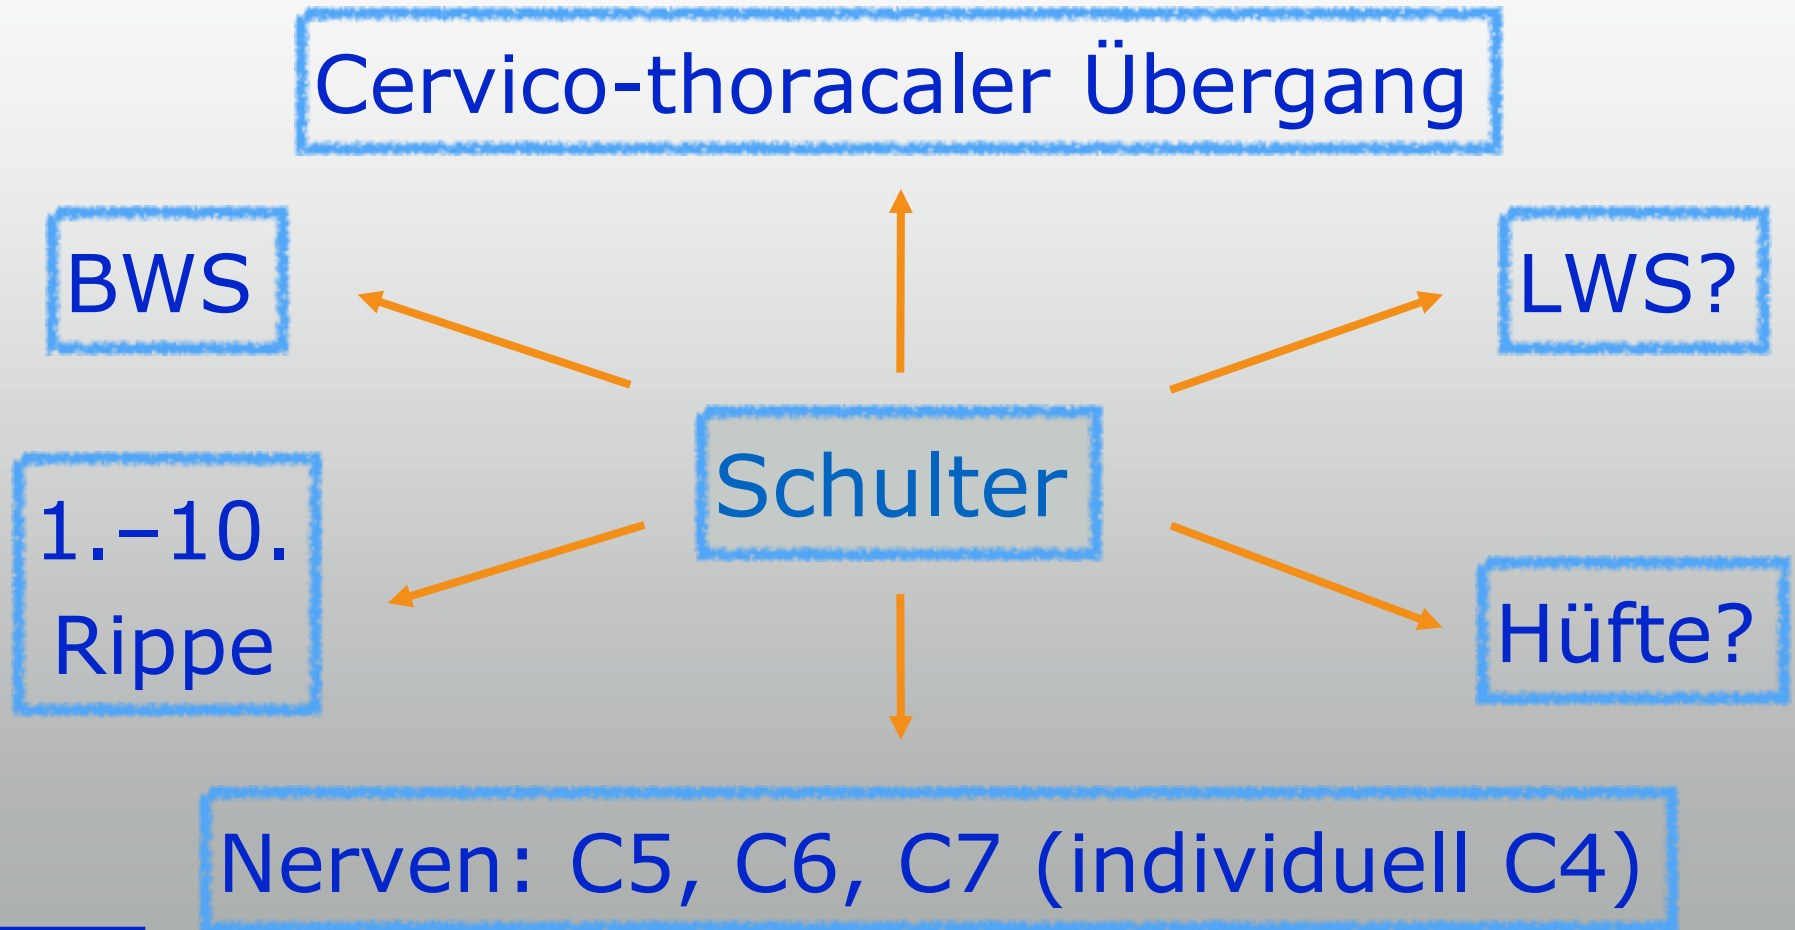 Cervico-thoracaler Übergang
BWS
LWS?
Schulter
1.–10.
Rippe
Hüfte?
Nerven: C5, C6, C7 (individuell C4)